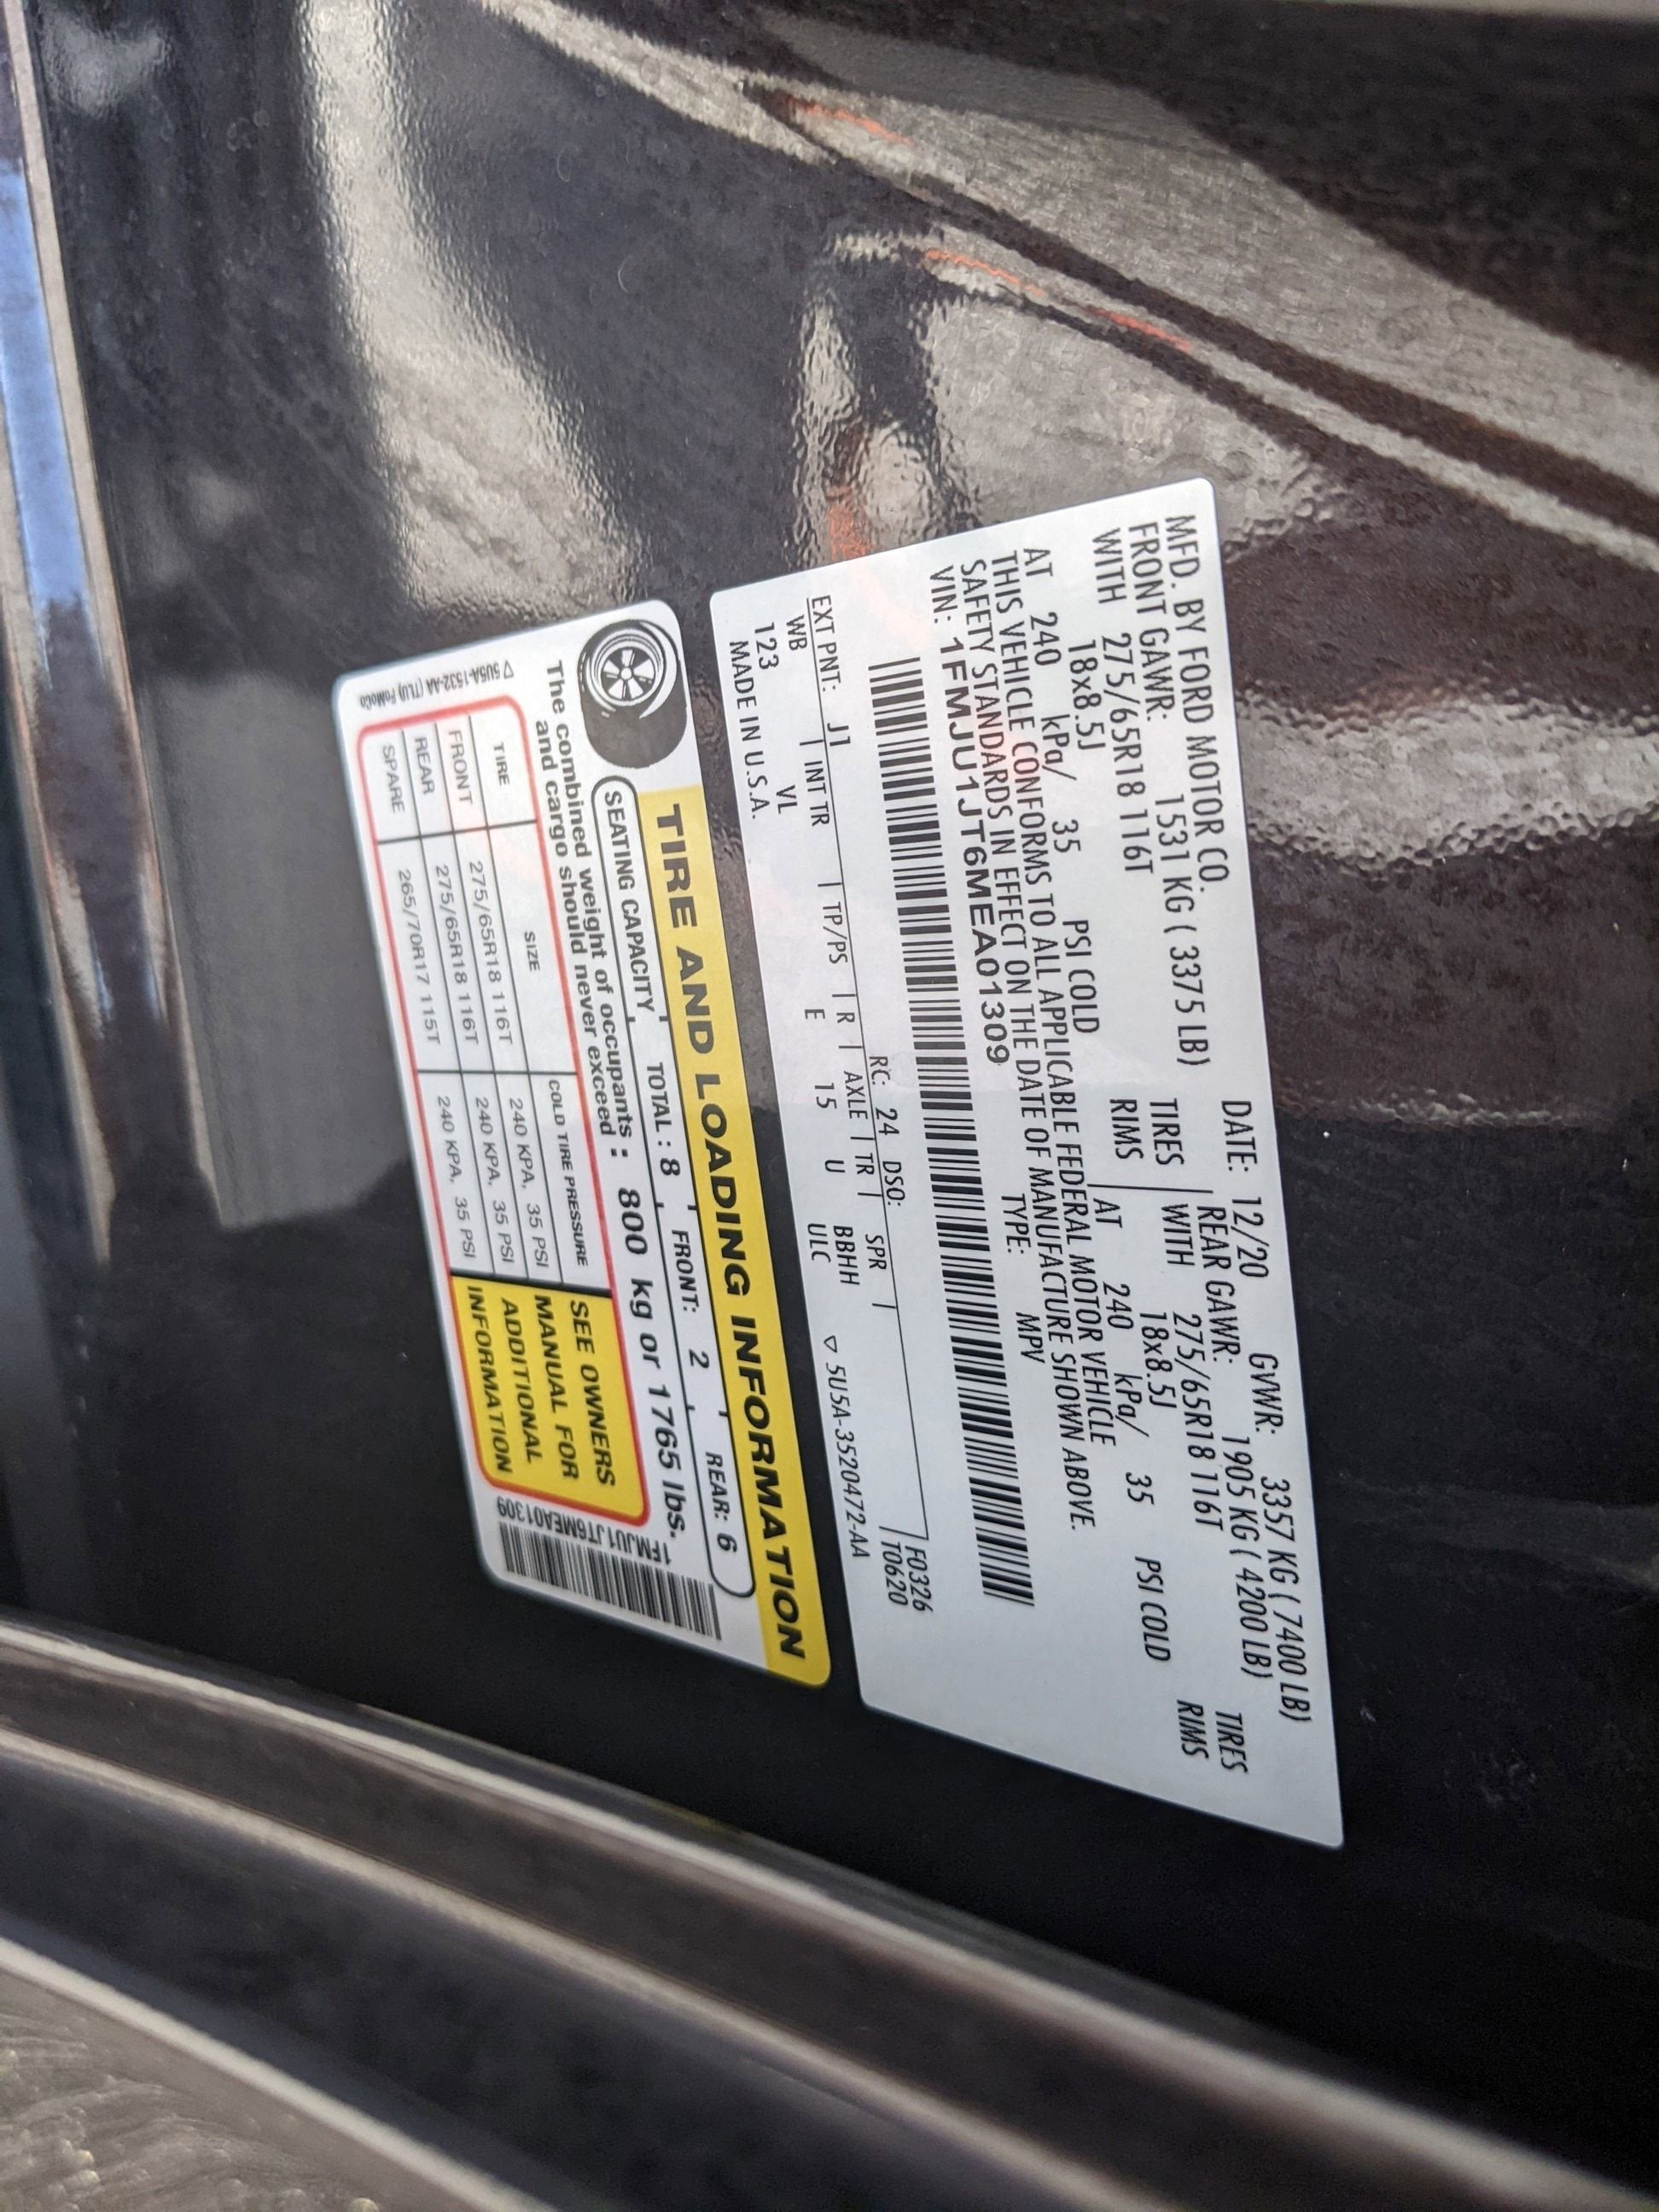 MFD. BY FORD MOTOR CO.
DATE: 12/20 GVWR: 3357 KG ( 7400 LB)
FRONT GAWR: 1531 KG ( 3375 LB)
REAR GAWR: 1905 KG ( 4200 LB)
WITH 275/65R18 116T TIRES
WITH 275/65R18 116T TIRES
18x8.5J RIMS
18x8.5J RIMS
AT 240 kPa/ 35 PSI COLD
AT 240 kPa/ 35 PSI COLD
THIS VEHICLE CONFORMS TO ALL APPLICABLE FEDERAL MOTOR VEHICLE
SAFETY STANDARDS IN EFFECT ON THE DATE OF MANUFACTURE SHOWN ABOVE.
VIN: 1FMJU1JT6MEA01309 TYPE: MPV
F0326
T0620
EXT PNT: J1 RC: 24 DSO:
WB | INT TR | TP/PS | R | AXLE | TR | SPR |
123 VL E 15 U BBHH
MADE IN U.S.A. ULC
▽ 5U5A-3520472-AA
TIRE AND LOADING INFORMATION
SEATING CAPACITY TOTAL : 8 FRONT: 2 REAR: 6
The combined weight of occupants : 800 kg or 1765 lbs.
and cargo should never exceed
TIRE SIZE COLD TIRE PRESSURE
FRONT 275/65R18 116T 240 KPA, 35 PSI
REAR 275/65R18 116T 240 KPA, 35 PSI
SPARE 265/70R17 115T 240 KPA, 35 PSI
SEE OWNERS
MANUAL FOR
ADDITIONAL
INFORMATION
▽5U5A-1532-AA (TLU) FoMoCo
1FMJU1JT6MEA01309